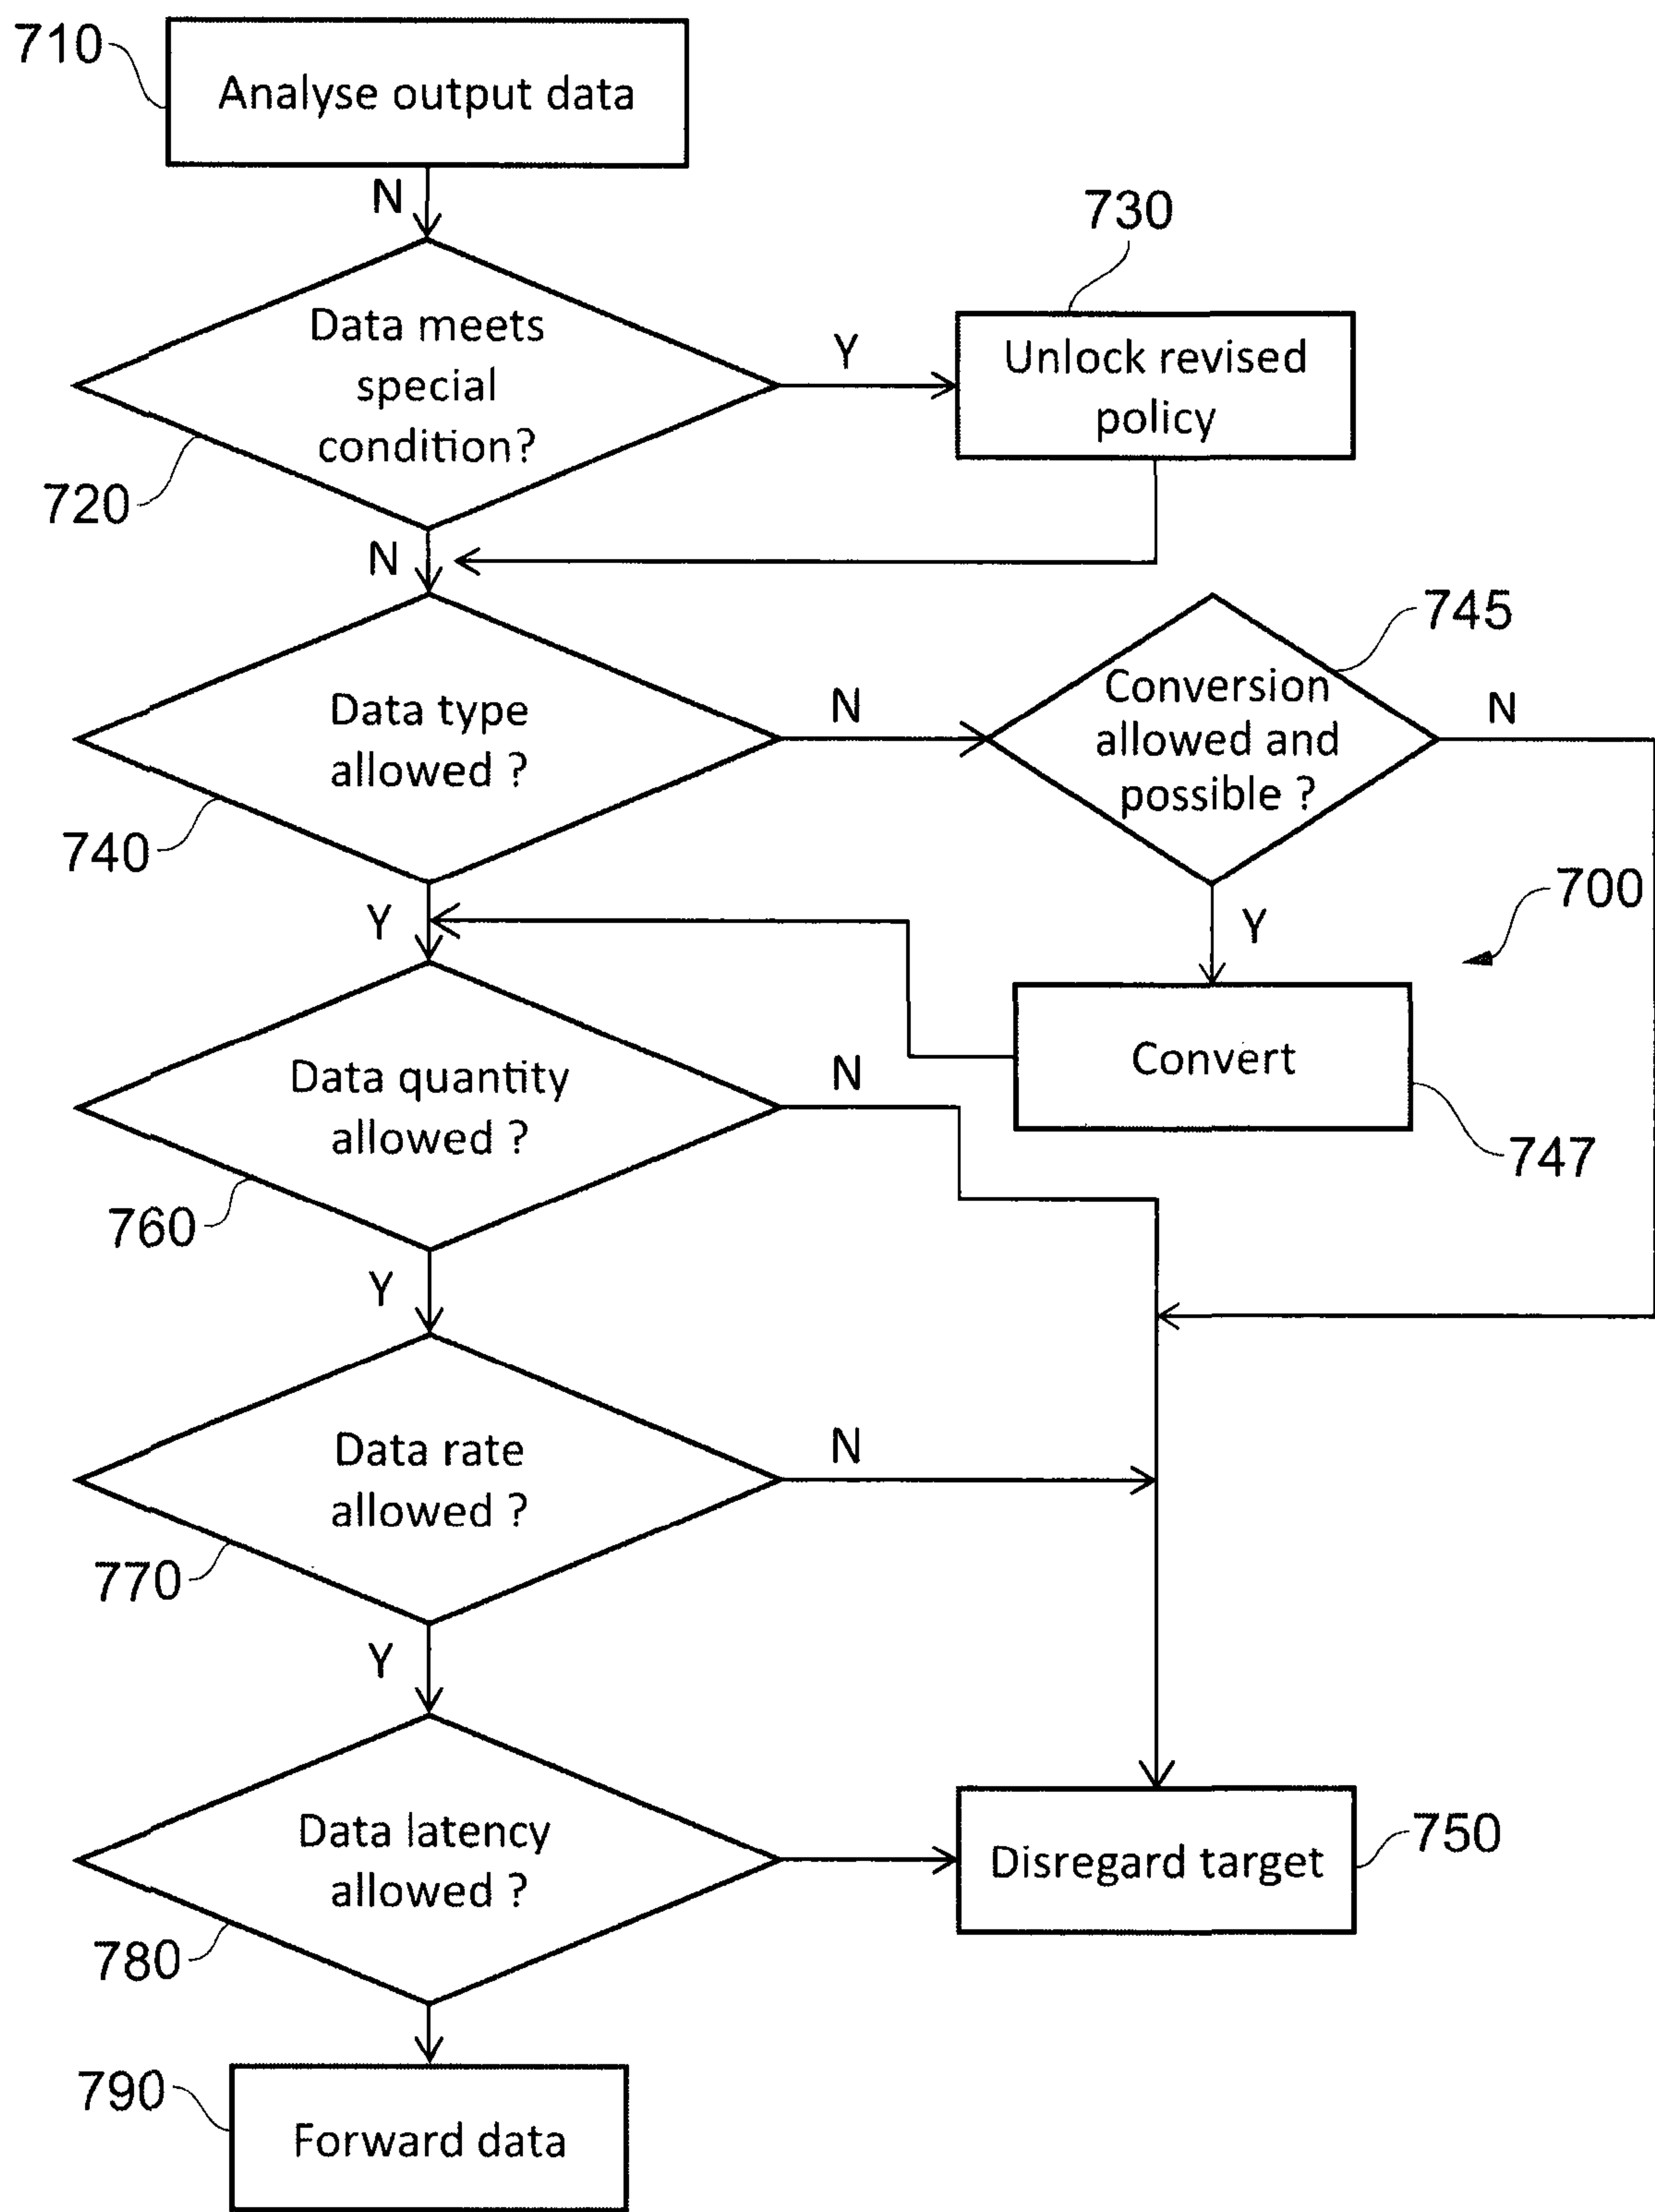 710
Analyse output data
N
730
Data meets
special
condition?
Y
Unlock revised
policy
720
N
745
Data type
allowed ?
N
Conversion
allowed and
possible ?
N
740
700
Y
Y
Data quantity
allowed ?
N
Convert
747
760
Y
Data rate
allowed ?
N
770
Y
Data latency
allowed ?
Disregard target
750
780
790
Forward data